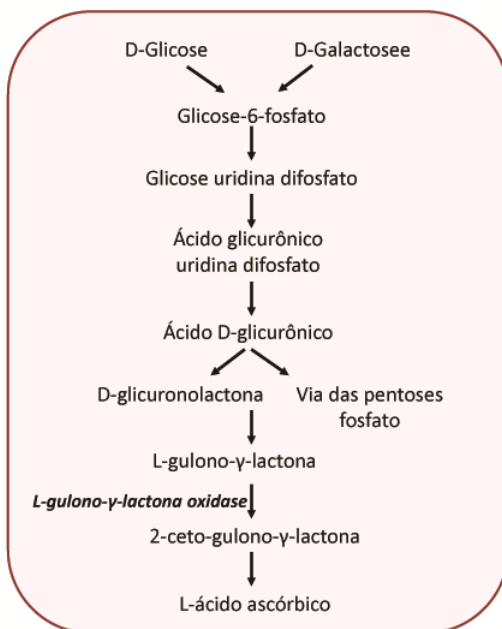 D-Glicose D-Galactosee
Glicose-6-fosfato
Glicose uridina difosfato
Ácido glicurônico
uridina difosfato
Ácido D-glicurônico
D-glicuronolactona Via das pentoses
fosfato
L-gulono-γ-lactona
L-gulono-γ-lactona oxidase
2-ceto-gulono-γ-lactona
L-ácido ascórbico